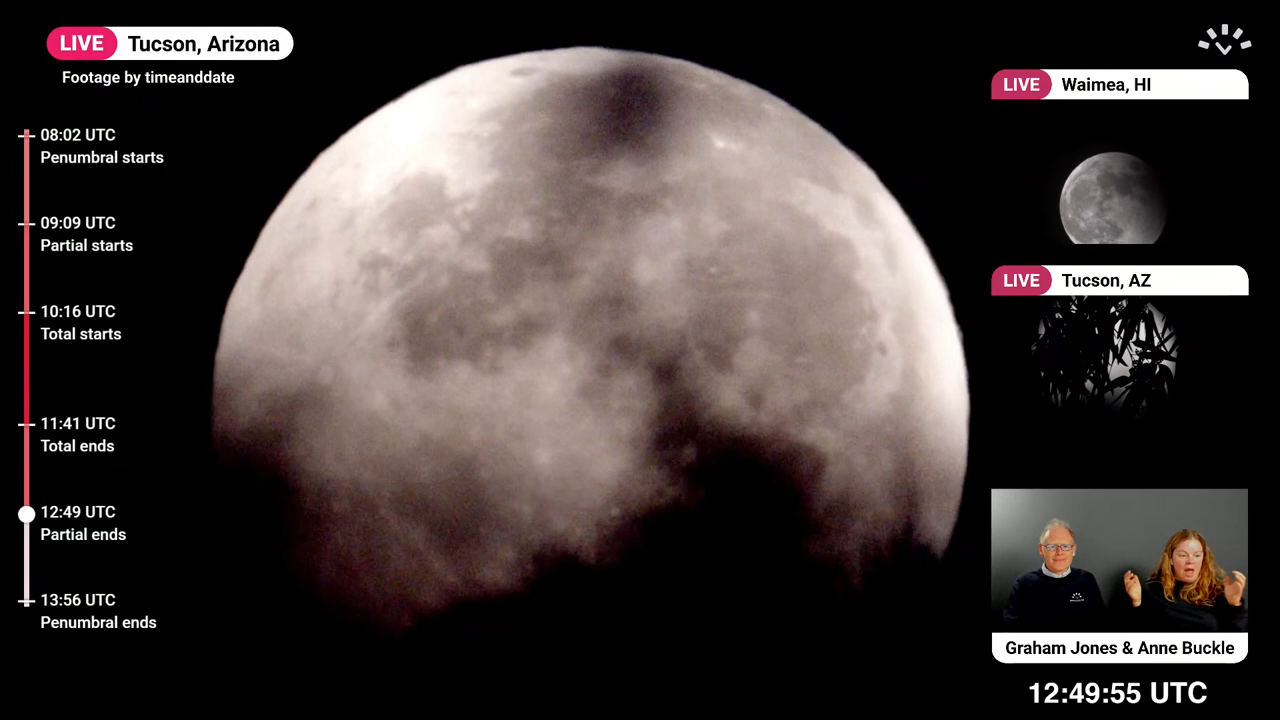 LIVE Tucson, Arizona
Footage by timeanddate
08:02 UTC
Penumbral starts
09:09 UTC
Partial starts
10:16 UTC
Total starts
11:41 UTC
Total ends
12:49 UTC
Partial ends
13:56 UTC
Penumbral ends
LIVE Waimea, HI
LIVE Tucson, AZ
Graham Jones & Anne Buckle
12:49:55 UTC